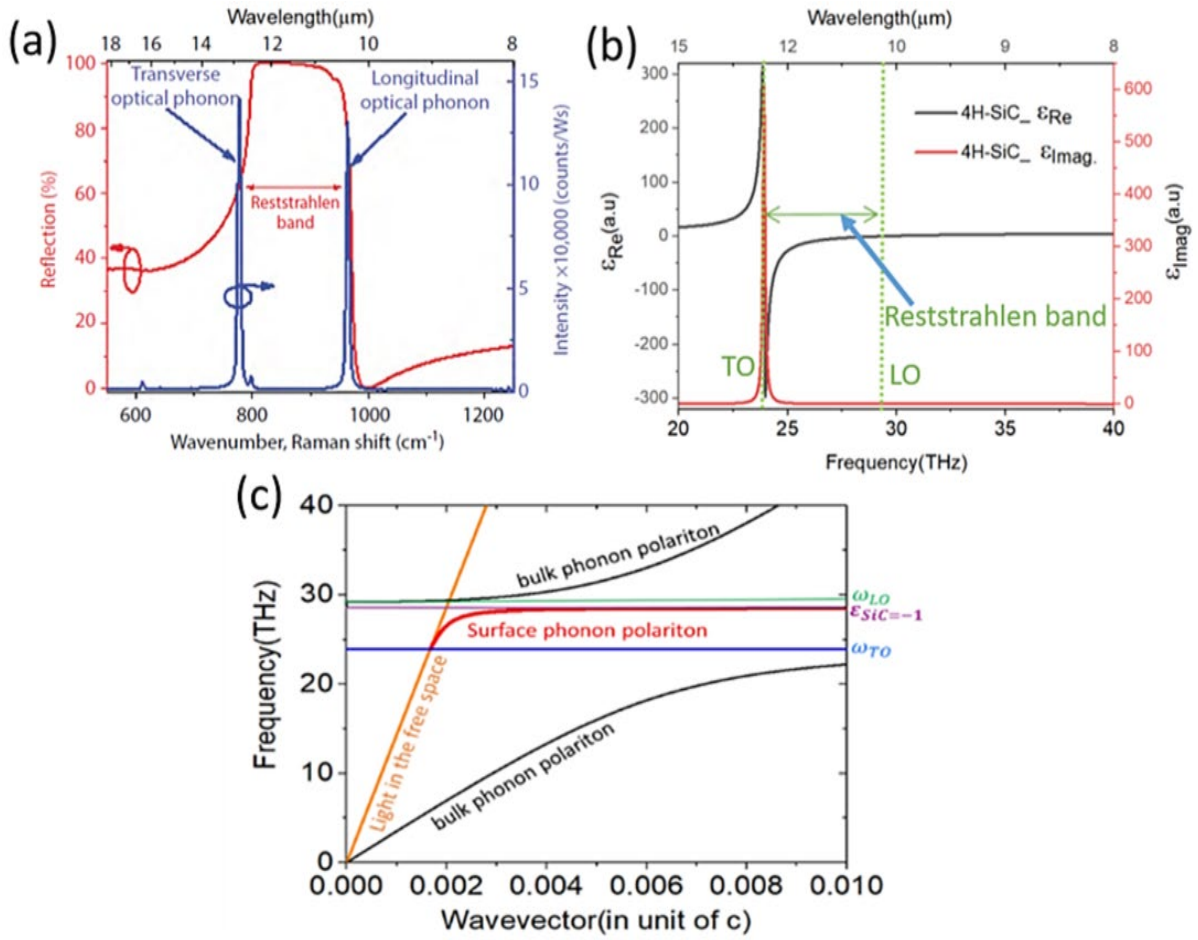 (a)
Wavelength(μm)
18 16 14 12 10 8
100
80
60
40
20
0
Reflection (%)
Transverse
optical phonon
Longitudinal
optical phonon
Reststrahlen
band
15
10
5
0
Intensity ×10,000 (counts/Ws)
600 800 1000 1200
Wavenumber, Raman shift (cm⁻¹)
(b)
Wavelength(μm)
15 12 10 9 8
300
200
100
0
-100
-200
-300
εRe(a.u)
4H-SiC_ εRe
4H-SiC_ εImag.
Reststrahlen band
TO
LO
600
500
400
300
200
100
0
εImag(a.u)
20 25 30 35 40
Frequency(THz)
(c)
40
30
20
10
0
Frequency(THz)
bulk phonon polariton
ωLO
εSiC=−1
Surface phonon polariton
ωTO
Light in the free space
bulk phonon polariton
0.000 0.002 0.004 0.006 0.008 0.010
Wavevector(in unit of c)